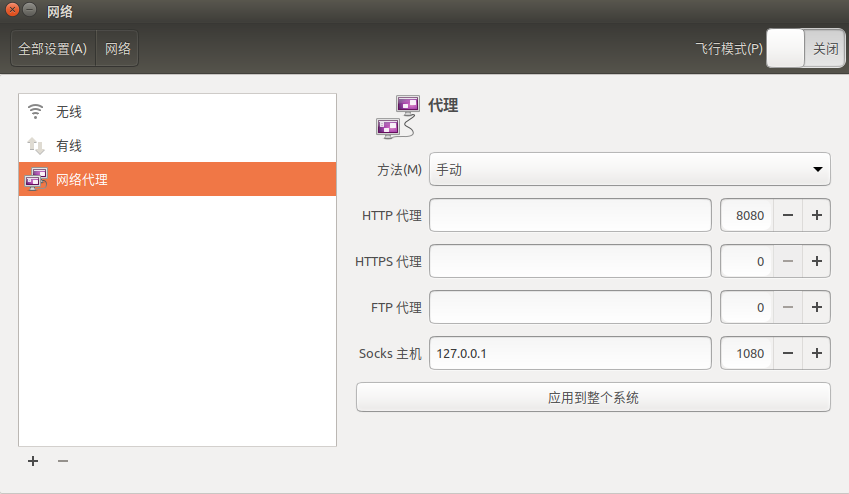 网络
全部设置(A) 网络 飞行模式(P) 关闭
无线
有线
网络代理
代理
方法(M) 手动
HTTP 代理 8080
HTTPS 代理 0
FTP 代理 0
Socks 主机 127.0.0.1 1080
应用到整个系统